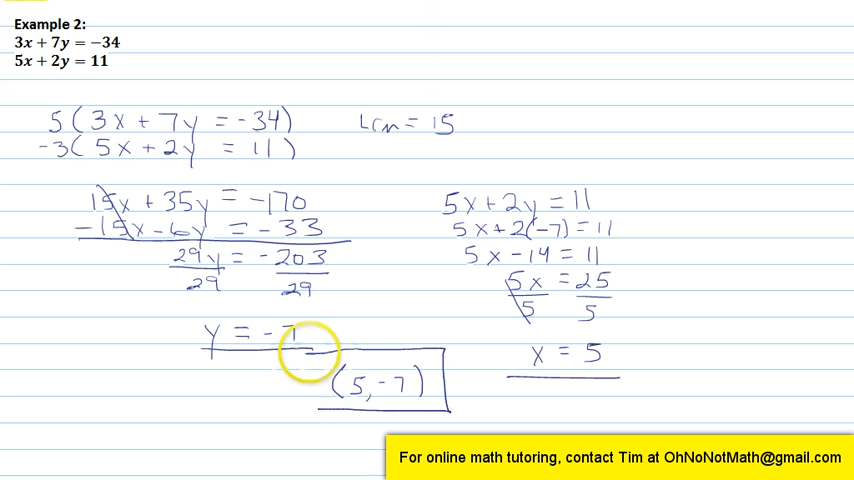 Example 2:
3x + 7y = −34
5x + 2y = 11
5(3x + 7y = -34)
LCM = 15
-3(5x + 2y = 11)
15x + 35y = -170
-15x - 6y = -33
29y = -203
29 29
y = -7
5x + 2y = 11
5x + 2(-7) = 11
5x - 14 = 11
5x = 25
5 5
x = 5
(5, -7)
For online math tutoring, contact Tim at OhNoNotMath@gmail.com